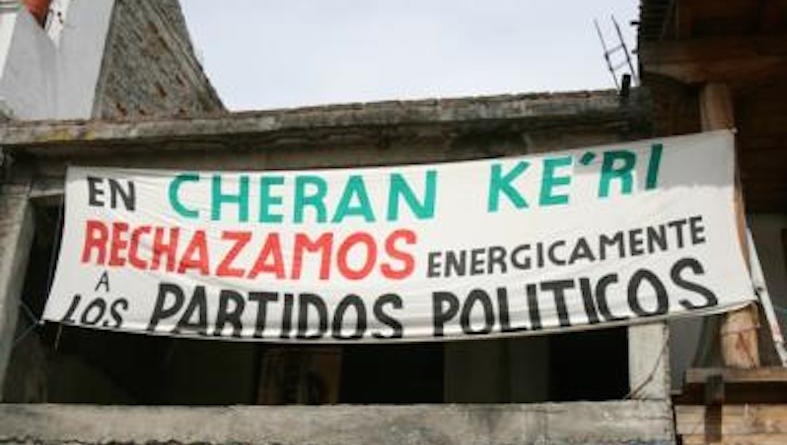 EN CHERAN KE'RI
RECHAZAMOS ENERGICAMENTE
A
LOS PARTIDOS POLITICOS